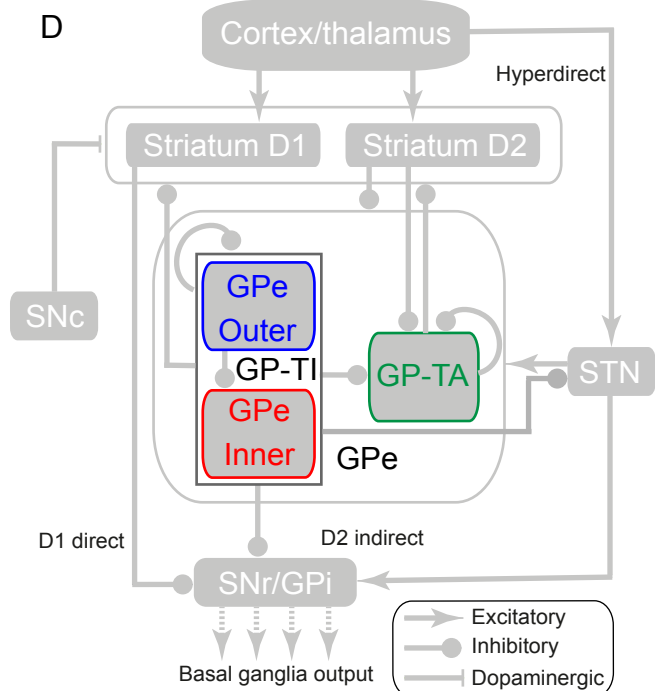 D
Cortex/thalamus
Hyperdirect
Striatum D1
Striatum D2
GPe
Outer
SNc
GP-TI
GP-TA
STN
GPe
Inner
GPe
D1 direct
D2 indirect
SNr/GPi
Excitatory
Inhibitory
Basal ganglia output
Dopaminergic